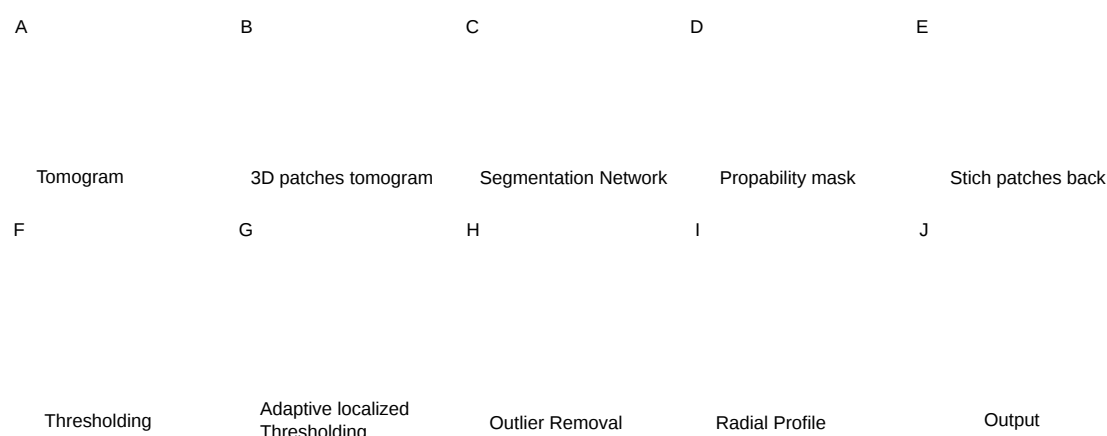 A B C D E
Tomogram 3D patches tomogram Segmentation Network Propability mask Stich patches back
F G H I J
Thresholding Adaptive localized Outlier Removal Radial Profile Output
Thresholding